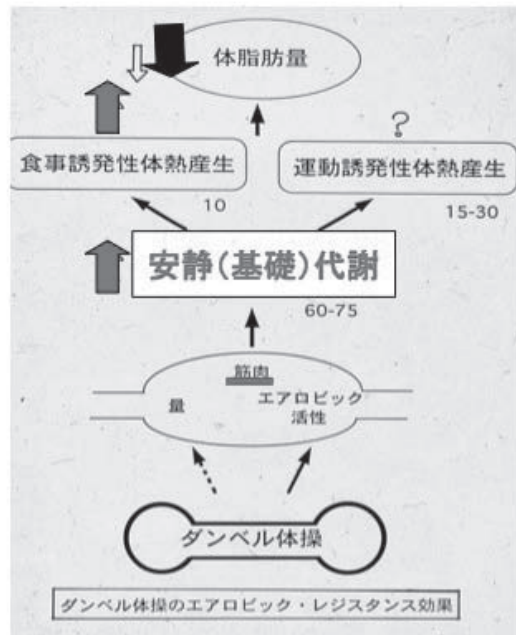 体脂肪量
?
食事誘発性体熱産生
運動誘発性体熱産生
10
15-30
安静(基礎)代謝
60-75
筋肉
量
エアロビック
活性
ダンベル体操
ダンベル体操のエアロビック・レジスタンス効果